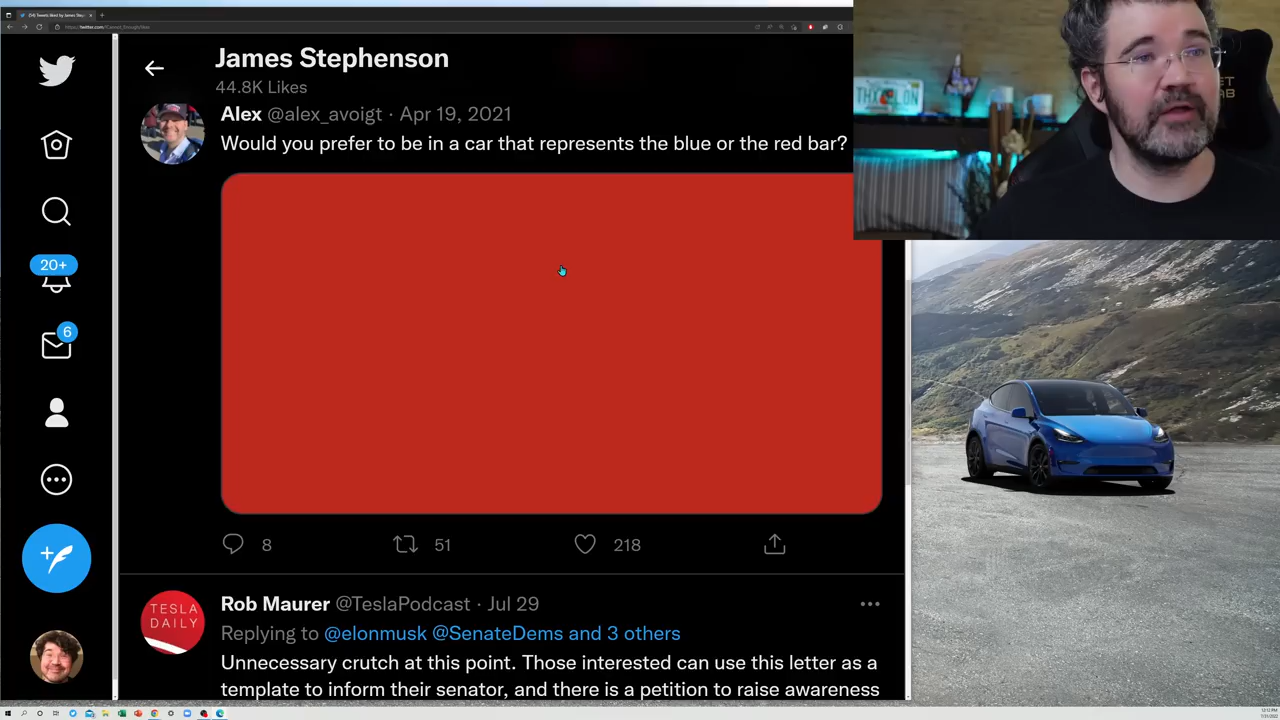 James Stephenson
44.8K Likes
Alex @alex_avoigt · Apr 19, 2021
Would you prefer to be in a car that represents the blue or the red bar?
8 51 218
20+
6
TESLA
DAILY
Rob Maurer @TeslaPodcast · Jul 29
Replying to @elonmusk @SenateDems and 3 others
Unnecessary crutch at this point. Those interested can use this letter as a
template to inform their senator, and there is a petition to raise awareness